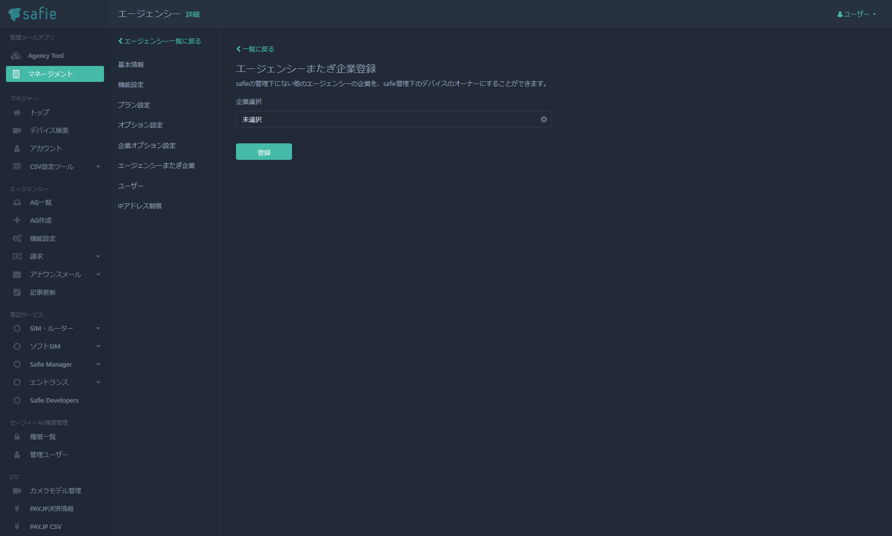 safie
エージェンシー 詳細
ユーザー
管理ツールアプリ
Agency Tool
マネージメント
マネジャー
トップ
デバイス検索
アカウント
CSV設定ツール
エージェンシー
AG一覧
AG作成
機能設定
請求
アナウンスメール
記事更新
周辺サービス
SIM・ルーター
ソフトSIM
Safie Manager
エントランス
Safie Developers
セーフィーAG権限管理
権限一覧
管理ユーザー
ETC
カメラモデル管理
PAY.JP決済情報
PAY.JP CSV
エージェンシー一覧に戻る
基本情報
機能設定
プラン設定
オプション設定
企業オプション設定
エージェンシーまたぎ企業
ユーザー
IPアドレス制限
一覧に戻る
エージェンシーまたぎ企業登録
safieの管理下にない他のエージェンシーの企業を、safie管理下のデバイスのオーナーにすることができます。
企業選択
未選択
登録